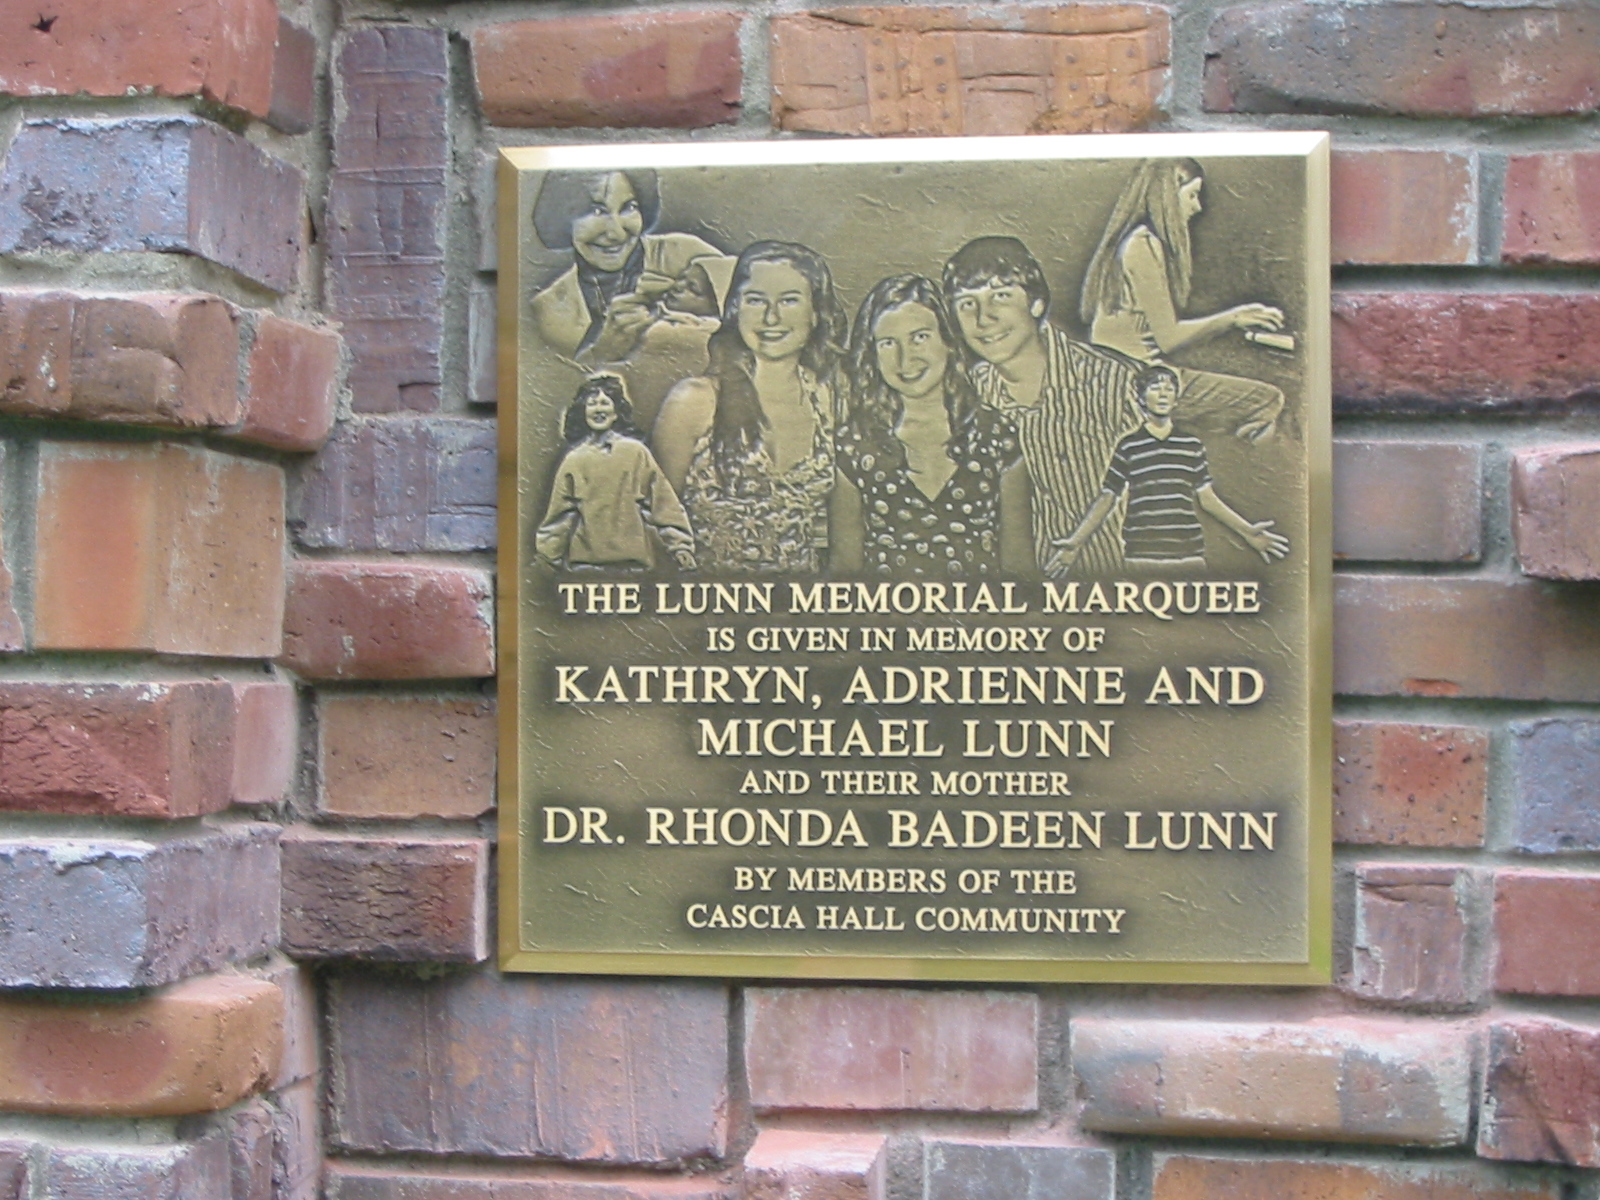 THE LUNN MEMORIAL MARQUEE
IS GIVEN IN MEMORY OF
KATHRYN, ADRIENNE AND
MICHAEL LUNN
AND THEIR MOTHER
DR. RHONDA BADEEN LUNN
BY MEMBERS OF THE
CASCIA HALL COMMUNITY